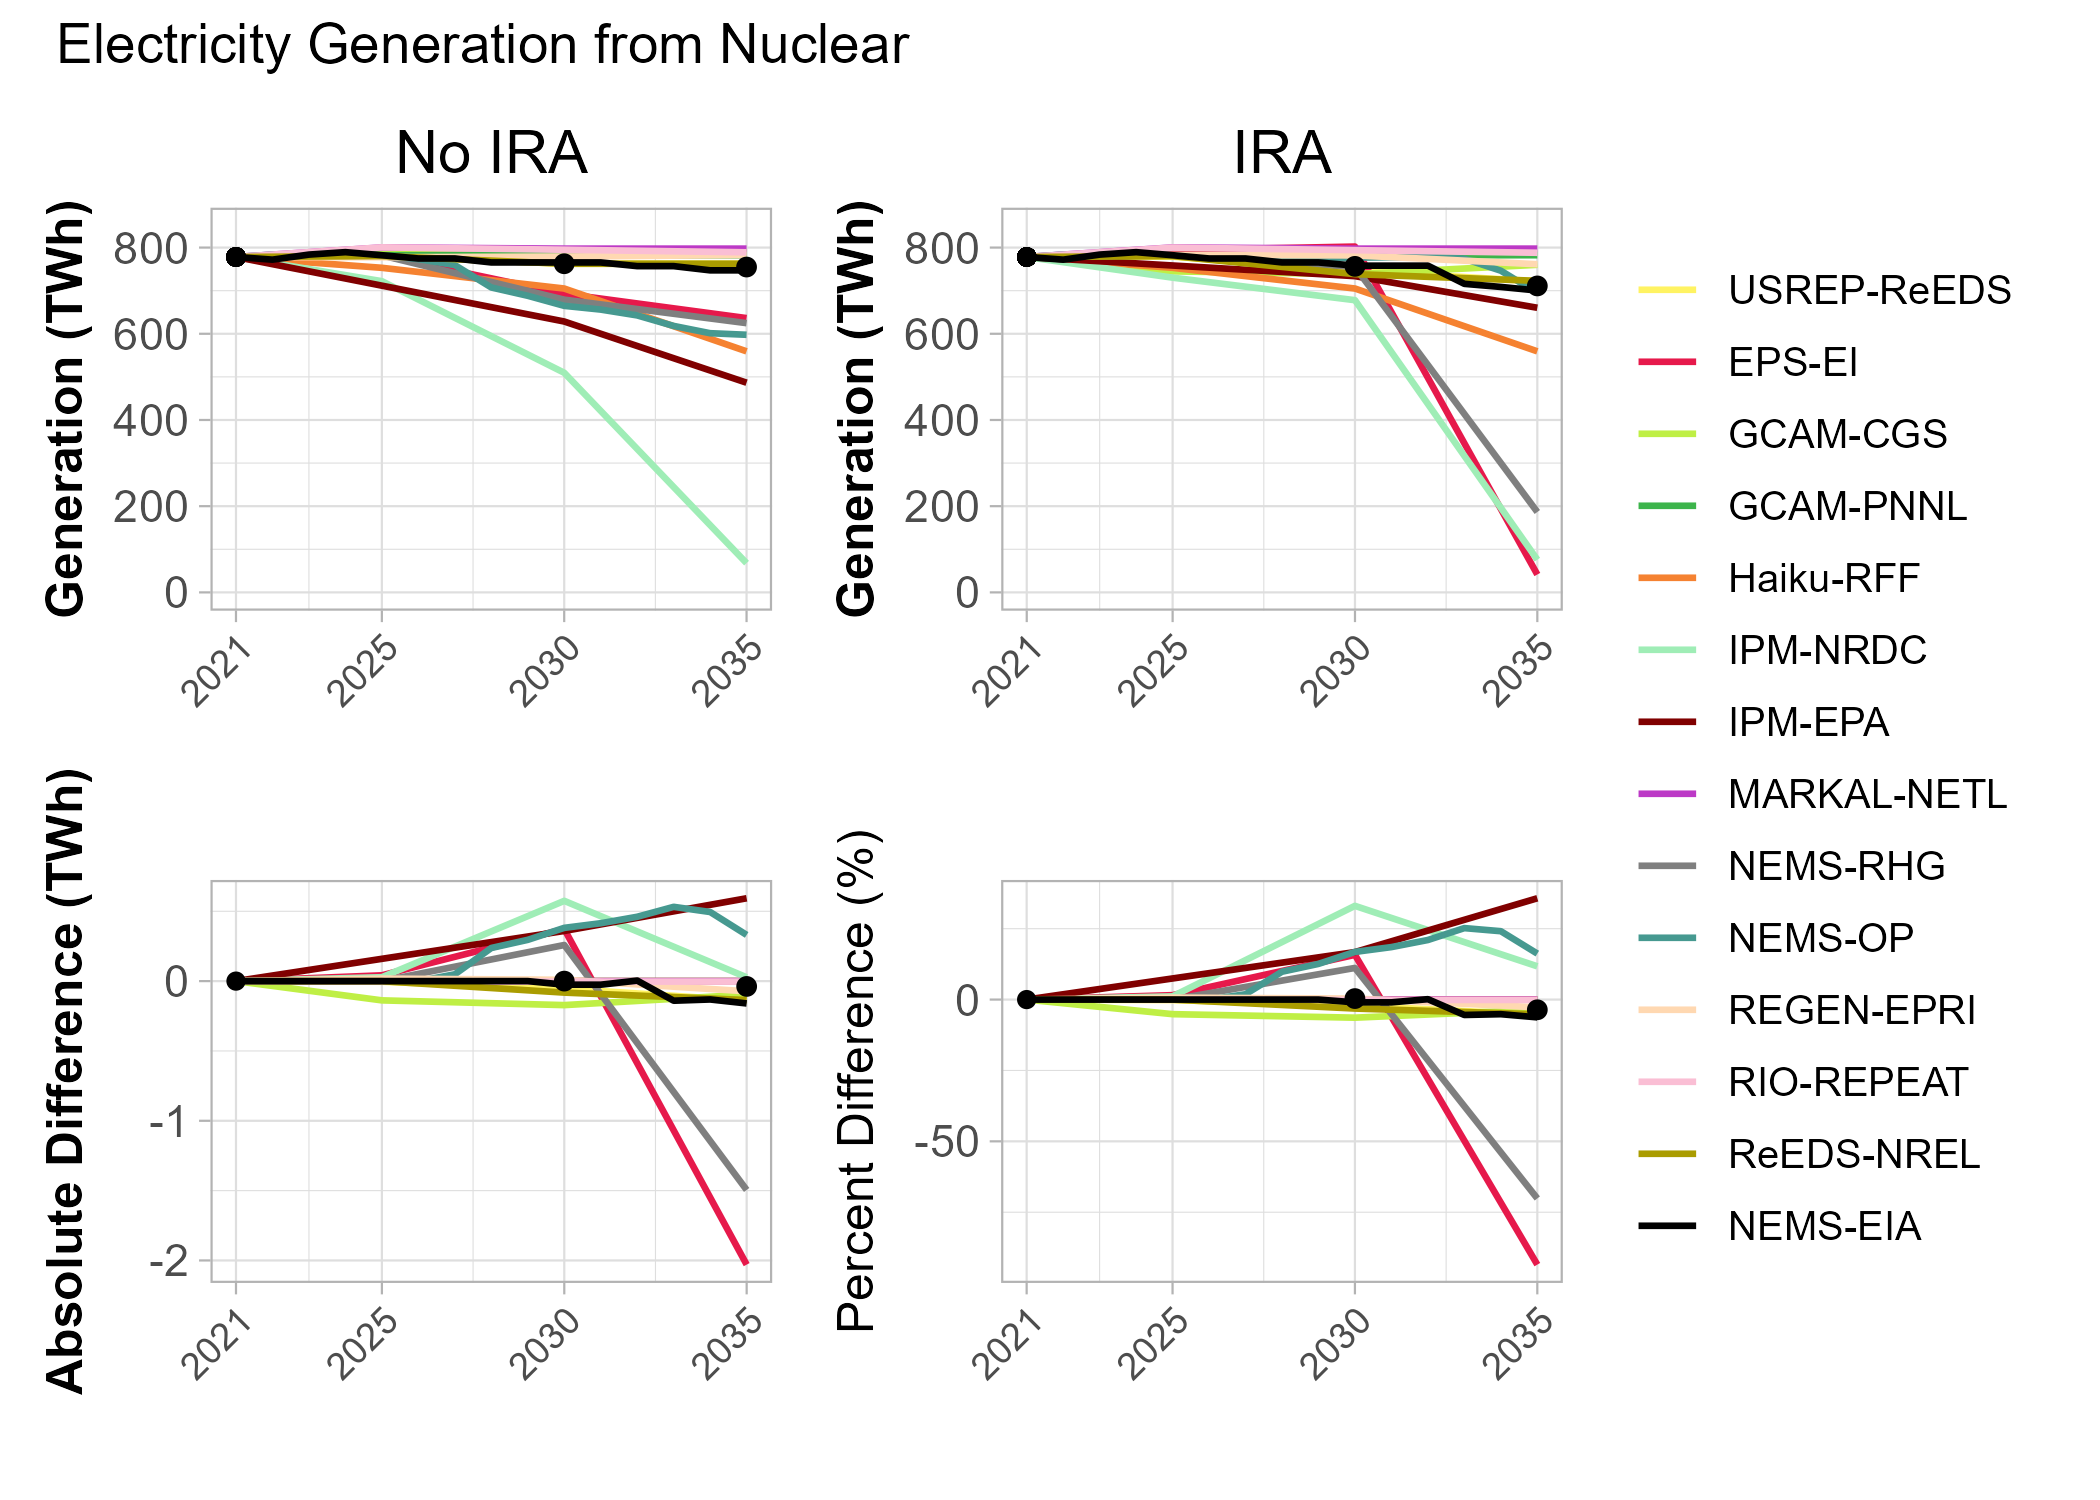 Electricity Generation from Nuclear
No IRA
IRA
Generation (TWh)
800
600
400
200
0
2021
2025
2030
2035
Generation (TWh)
800
600
400
200
0
2021
2025
2030
2035
Absolute Difference (TWh)
0
-1
-2
2021
2025
2030
2035
Percent Difference (%)
0
-50
2021
2025
2030
2035
USREP-ReEDS
EPS-EI
GCAM-CGS
GCAM-PNNL
Haiku-RFF
IPM-NRDC
IPM-EPA
MARKAL-NETL
NEMS-RHG
NEMS-OP
REGEN-EPRI
RIO-REPEAT
ReEDS-NREL
NEMS-EIA